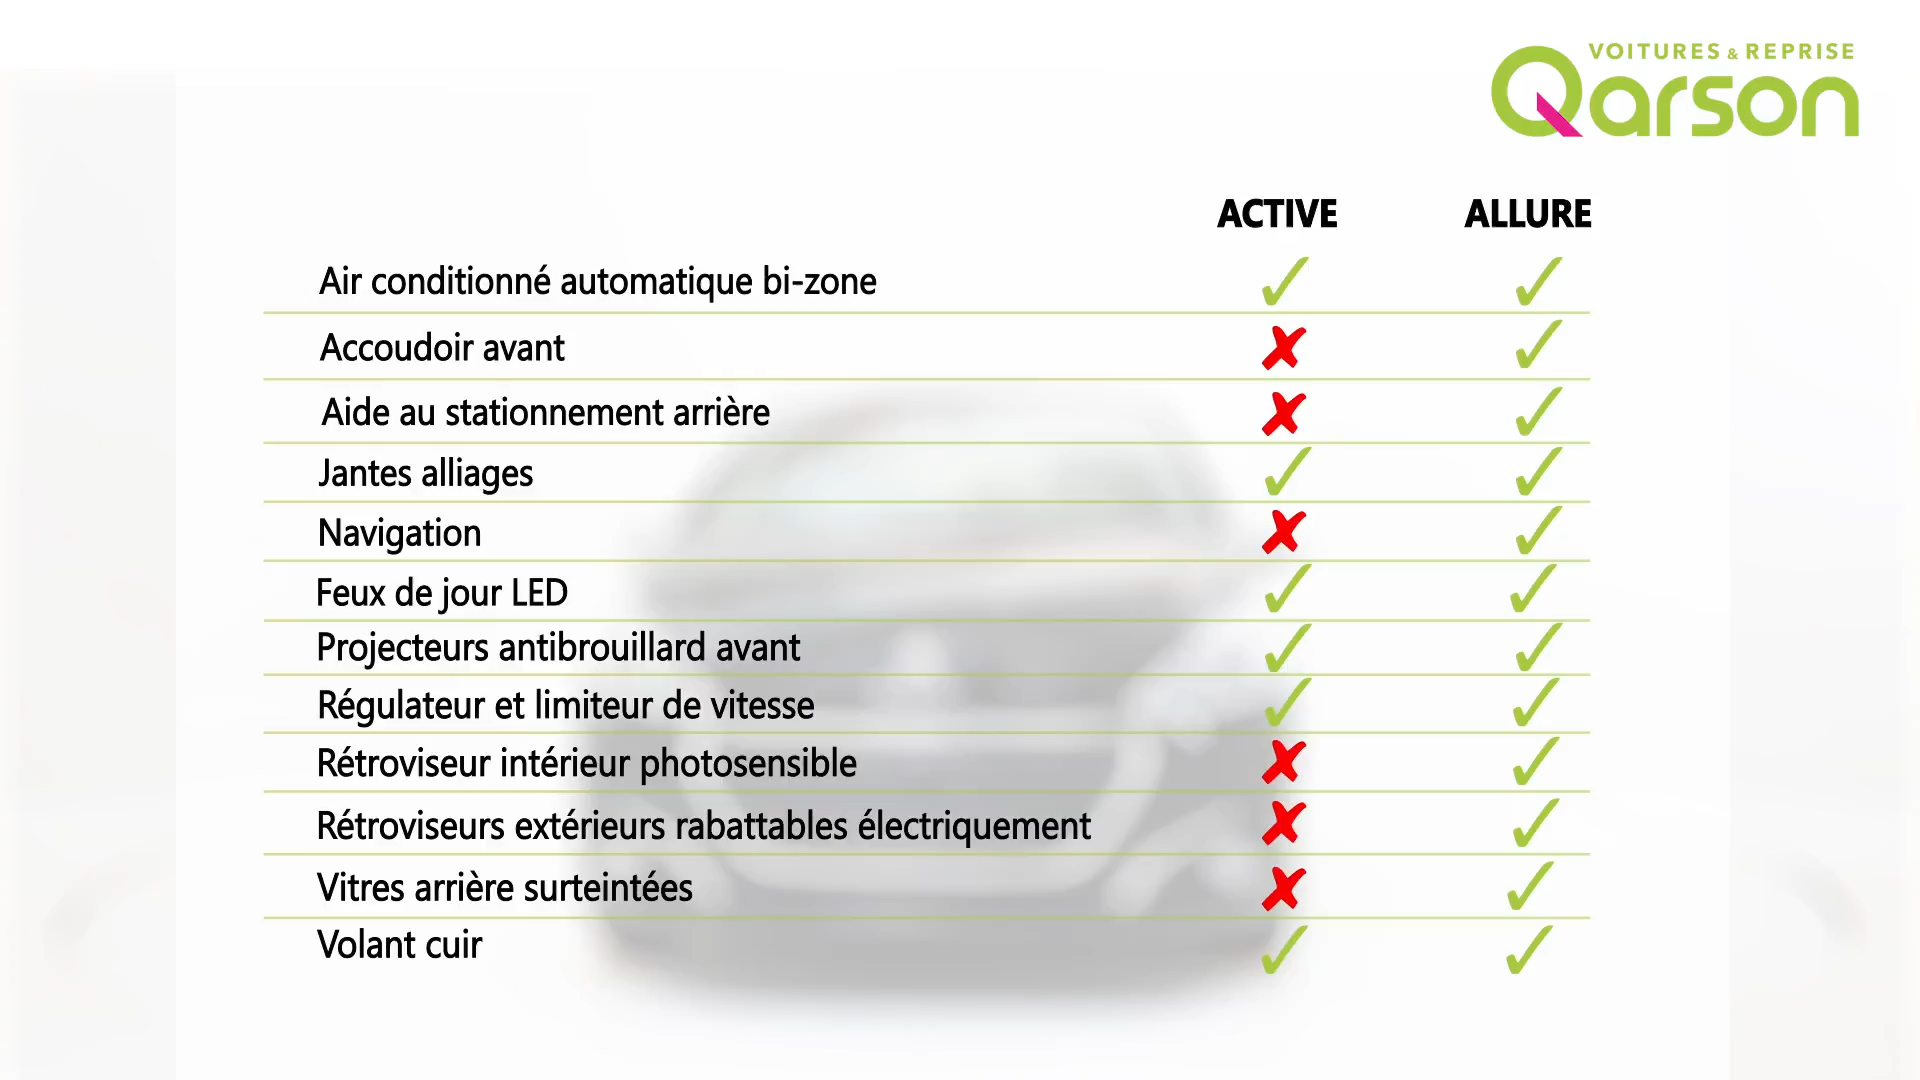 VOITURES & REPRISE
Qarson
ACTIVE ALLURE
Air conditionné automatique bi-zone ✓ ✓
Accoudoir avant ✘ ✓
Aide au stationnement arrière ✘ ✓
Jantes alliages ✓ ✓
Navigation ✘ ✓
Feux de jour LED ✓ ✓
Projecteurs antibrouillard avant ✓ ✓
Régulateur et limiteur de vitesse ✓ ✓
Rétroviseur intérieur photosensible ✘ ✓
Rétroviseurs extérieurs rabattables électriquement ✘ ✓
Vitres arrière surteintées ✘ ✓
Volant cuir ✓ ✓